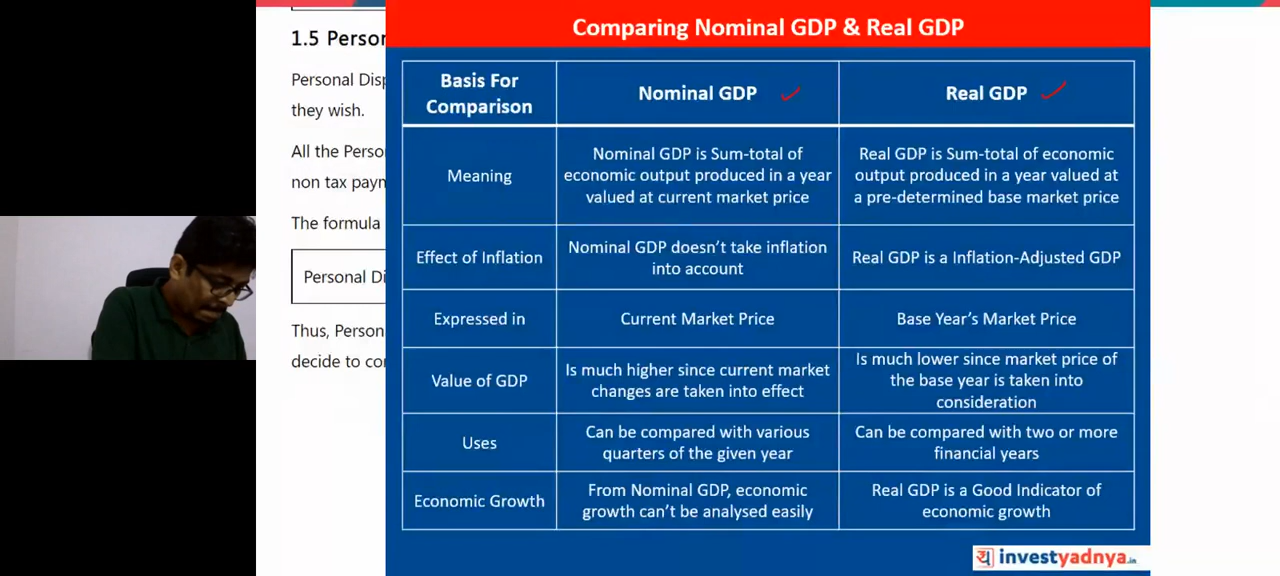 1.5 Person
Personal Disp
they wish.
All the Perso
non tax paym
The formula
Personal Di
Thus, Person
decide to co
Comparing Nominal GDP & Real GDP
Basis For
Comparison
Nominal GDP
Real GDP
Meaning
Nominal GDP is Sum-total of
economic output produced in a year
valued at current market price
Real GDP is Sum-total of economic
output produced in a year valued at
a pre-determined base market price
Effect of Inflation
Nominal GDP doesn't take inflation
into account
Real GDP is a Inflation-Adjusted GDP
Expressed in
Current Market Price
Base Year's Market Price
Value of GDP
Is much higher since current market
changes are taken into effect
Is much lower since market price of
the base year is taken into
consideration
Uses
Can be compared with various
quarters of the given year
Can be compared with two or more
financial years
Economic Growth
From Nominal GDP, economic
growth can't be analysed easily
Real GDP is a Good Indicator of
economic growth
investyadnya.in